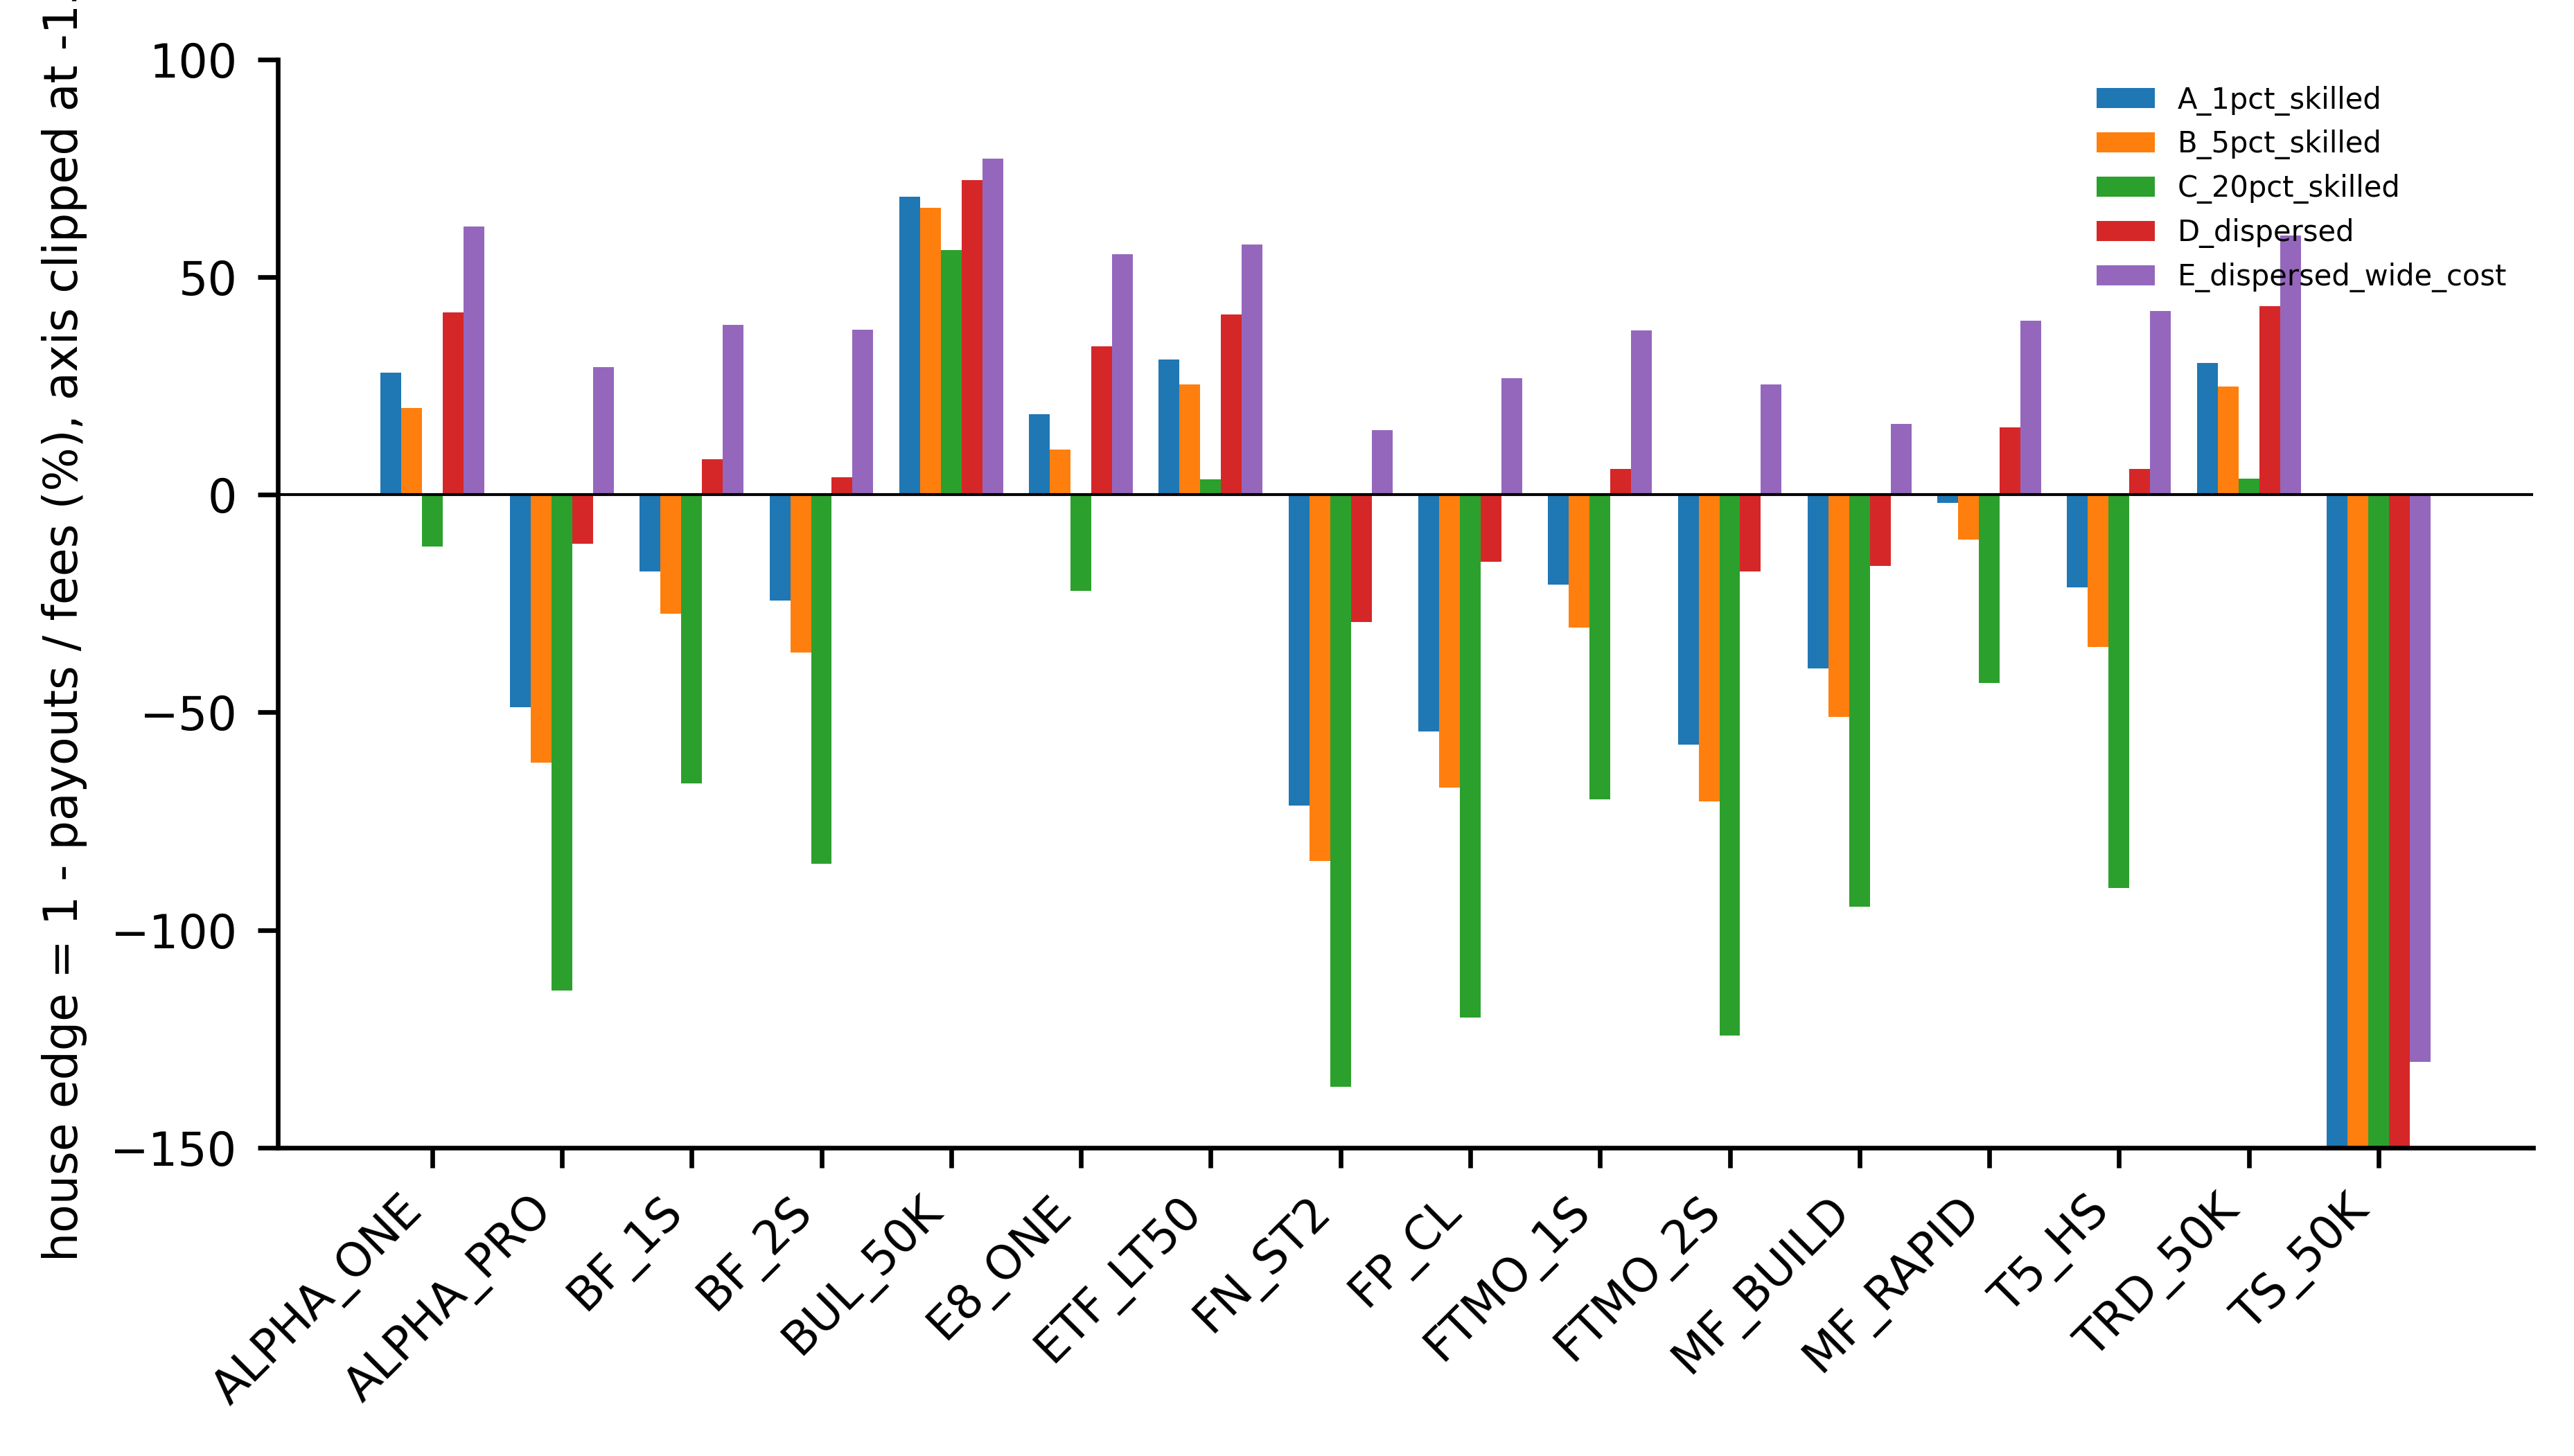 house edge = 1 - payouts / fees (%), axis clipped at -1
100
50
0
−50
−100
−150
A_1pct_skilled
B_5pct_skilled
C_20pct_skilled
D_dispersed
E_dispersed_wide_cost
ALPHA_ONE
ALPHA_PRO
BF_1S
BF_2S
BUL_50K
E8_ONE
ETF_LT50
FN_ST2
FP_CL
FTMO_1S
FTMO_2S
MF_BUILD
MF_RAPID
T5_HS
TRD_50K
TS_50K